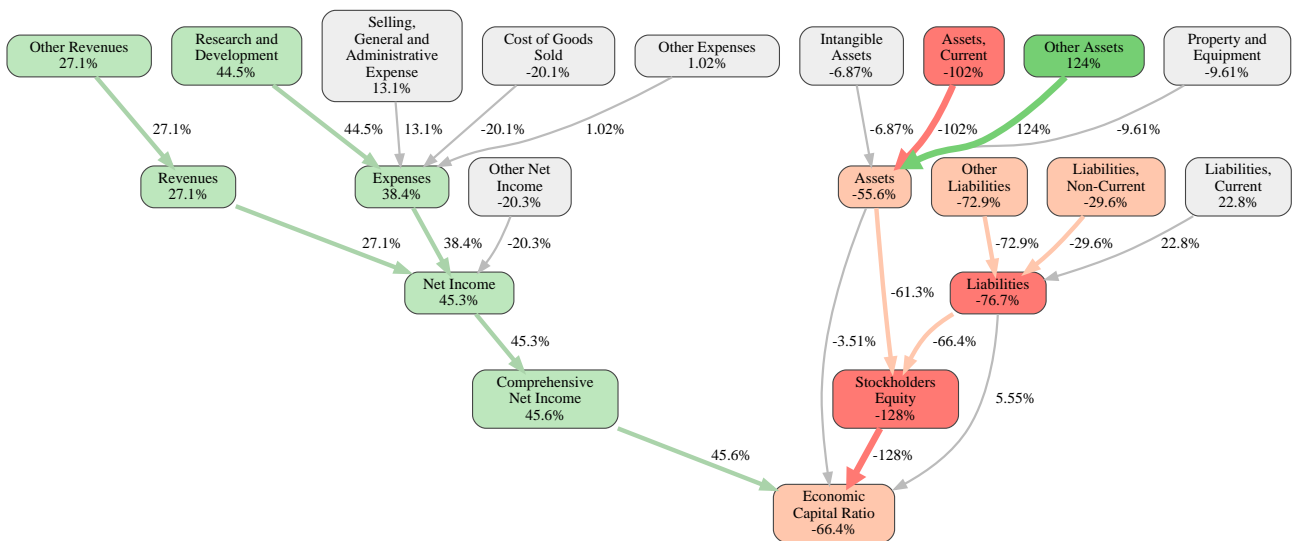 Other Revenues
27.1%
Research and
Development
44.5%
Selling,
General and
Administrative
Expense
13.1%
Cost of Goods
Sold
-20.1%
Other Expenses
1.02%
Intangible
Assets
-6.87%
Assets,
Current
-102%
Other Assets
124%
Property and
Equipment
-9.61%
27.1%
44.5%
13.1%
-20.1%
1.02%
-6.87%
-102%
124%
-9.61%
Revenues
27.1%
Expenses
38.4%
Other Net
Income
-20.3%
Assets
-55.6%
Other
Liabilities
-72.9%
Liabilities,
Non-Current
-29.6%
Liabilities,
Current
22.8%
27.1%
38.4%
-20.3%
-72.9%
-29.6%
22.8%
Net Income
45.3%
-61.3%
Liabilities
-76.7%
45.3%
-3.51%
-66.4%
Comprehensive
Net Income
45.6%
Stockholders
Equity
-128%
5.55%
45.6%
-128%
Economic
Capital Ratio
-66.4%